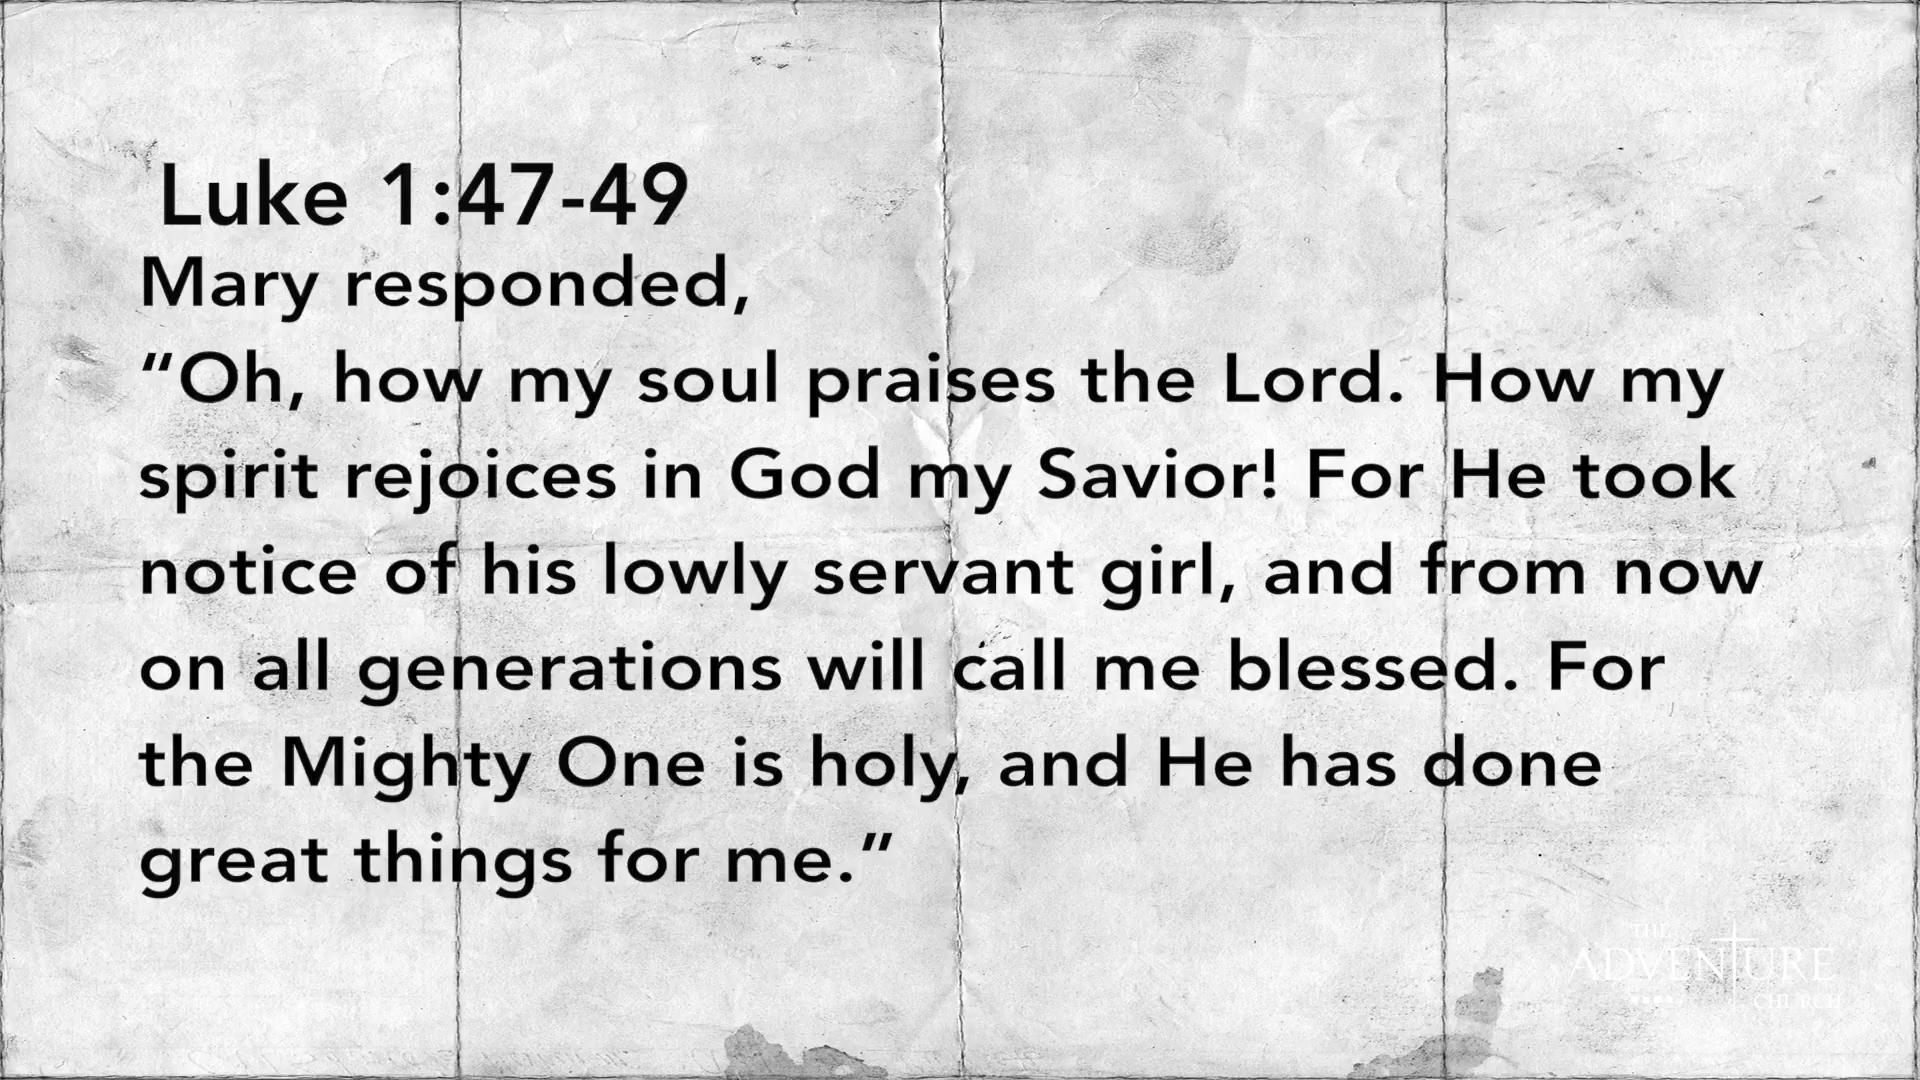 Luke 1:47-49
Mary responded,
“Oh, how my soul praises the Lord. How my
spirit rejoices in God my Savior! For He took
notice of his lowly servant girl, and from now
on all generations will call me blessed. For
the Mighty One is holy, and He has done
great things for me.”
THE
ADVENTURE
CHURCH